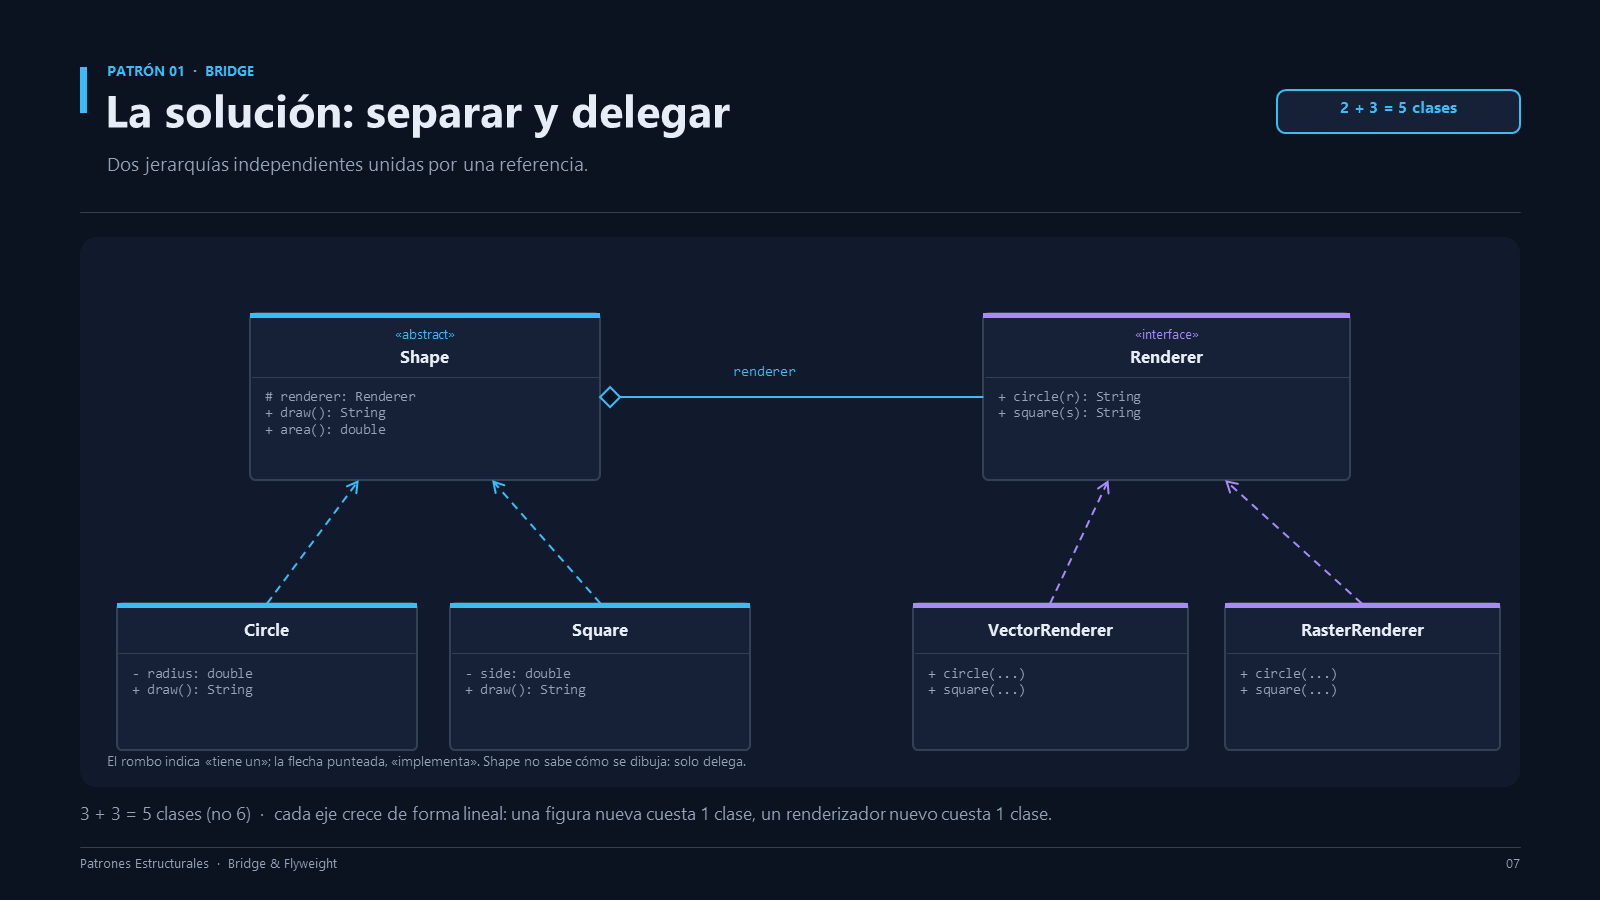 PATRÓN 01 · BRIDGE
La solución: separar y delegar
2 + 3 = 5 clases
Dos jerarquías independientes unidas por una referencia.
«abstract»
Shape
# renderer: Renderer
+ draw(): String
+ area(): double
renderer
«interface»
Renderer
+ circle(r): String
+ square(s): String
Circle
- radius: double
+ draw(): String
Square
- side: double
+ draw(): String
VectorRenderer
+ circle(...)
+ square(...)
RasterRenderer
+ circle(...)
+ square(...)
El rombo indica «tiene un»; la flecha punteada, «implementa». Shape no sabe cómo se dibuja: solo delega.
3 + 3 = 5 clases (no 6) · cada eje crece de forma lineal: una figura nueva cuesta 1 clase, un renderizador nuevo cuesta 1 clase.
Patrones Estructurales · Bridge & Flyweight
07